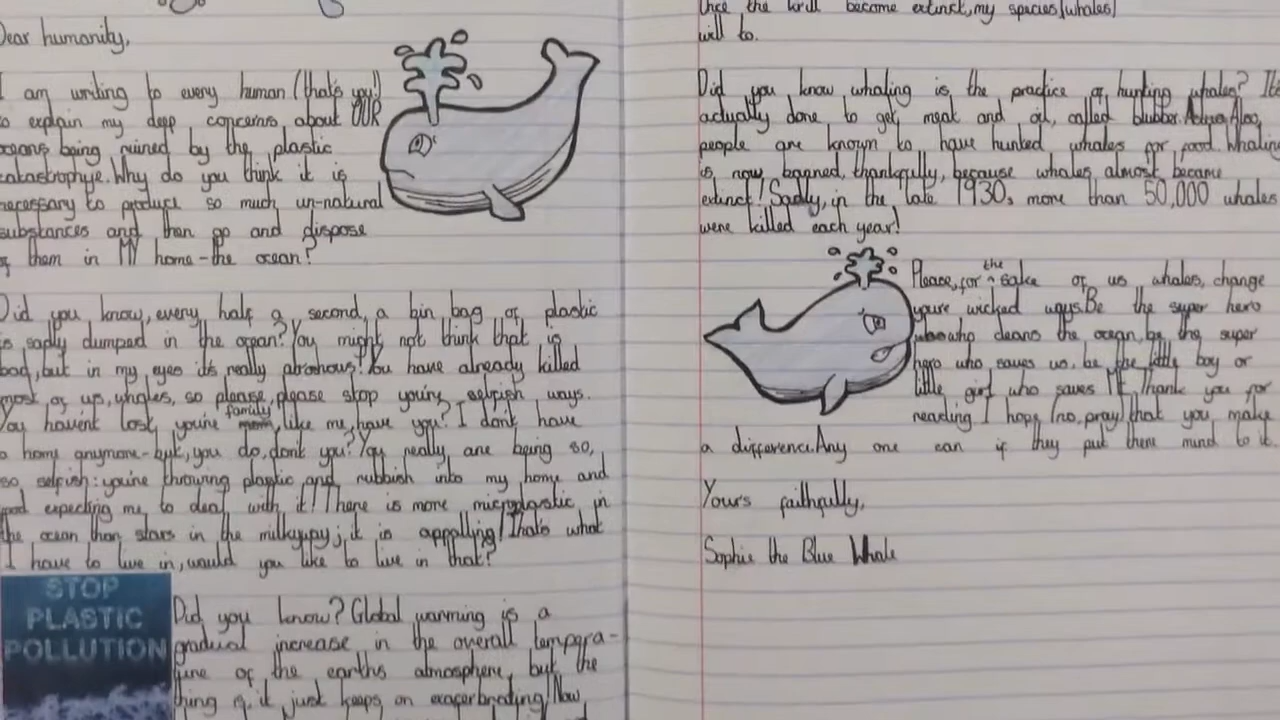 Dear humanity,
I am writing to every human (that's you!)
to explain my deep concerns about OUR
oceans being ruined by the plastic
catastrophye. Why do you think it is
necessary to product so much un-natural
substances and then go and dispose
of them in MY home-the ocean?
Did you know, every half a second, a bin bag of plastic
is sadly dumped in the ocean? You might not think that is
bad, but in my eyes its really atrohous! You have already killed
most of us, whales, so please, please stop you're selfish ways.
You havent lost you're family, like me, have you? I dont have
a home anymore-but, you do, dont you? You really are being so,
so selfish: you're throwing plastic and rubbish into my home and
and expecting me to deal with it! There is more microplastic in
the ocean than stars in the milkyyay; it is appalling! That's what
I have to live in, would you like to live in that?
STOP
PLASTIC
POLLUTION
Did you know? Global warming is a
gradual increase in the overall tempera-
ture of the earths atmosphere, but the
thing is, it just keeps on Now
Once the krill become extinct, my species (whales)
will to.
Did you know whaling is the practice of hunting whales? Its
actually done to get meat and oil, called blubber. Also,
people are known to have hunted whales for food. Whaling
is now banned, thankfully, because whales almost became
extinct! Sadly, in the late 1930s more than 50,000 whales
were killed each year!
Please, for the sake of us whales, change
youre wicked ways. Be the super hero
who cleans the ocean, be the super
hero who saves us, be the little boy or
little girl who saves Thank you for
reading I hope (no, pray) that you make
a difference. Any one can if they put there mind to it.
Yours faithfully,
Sophie the Blue Whale